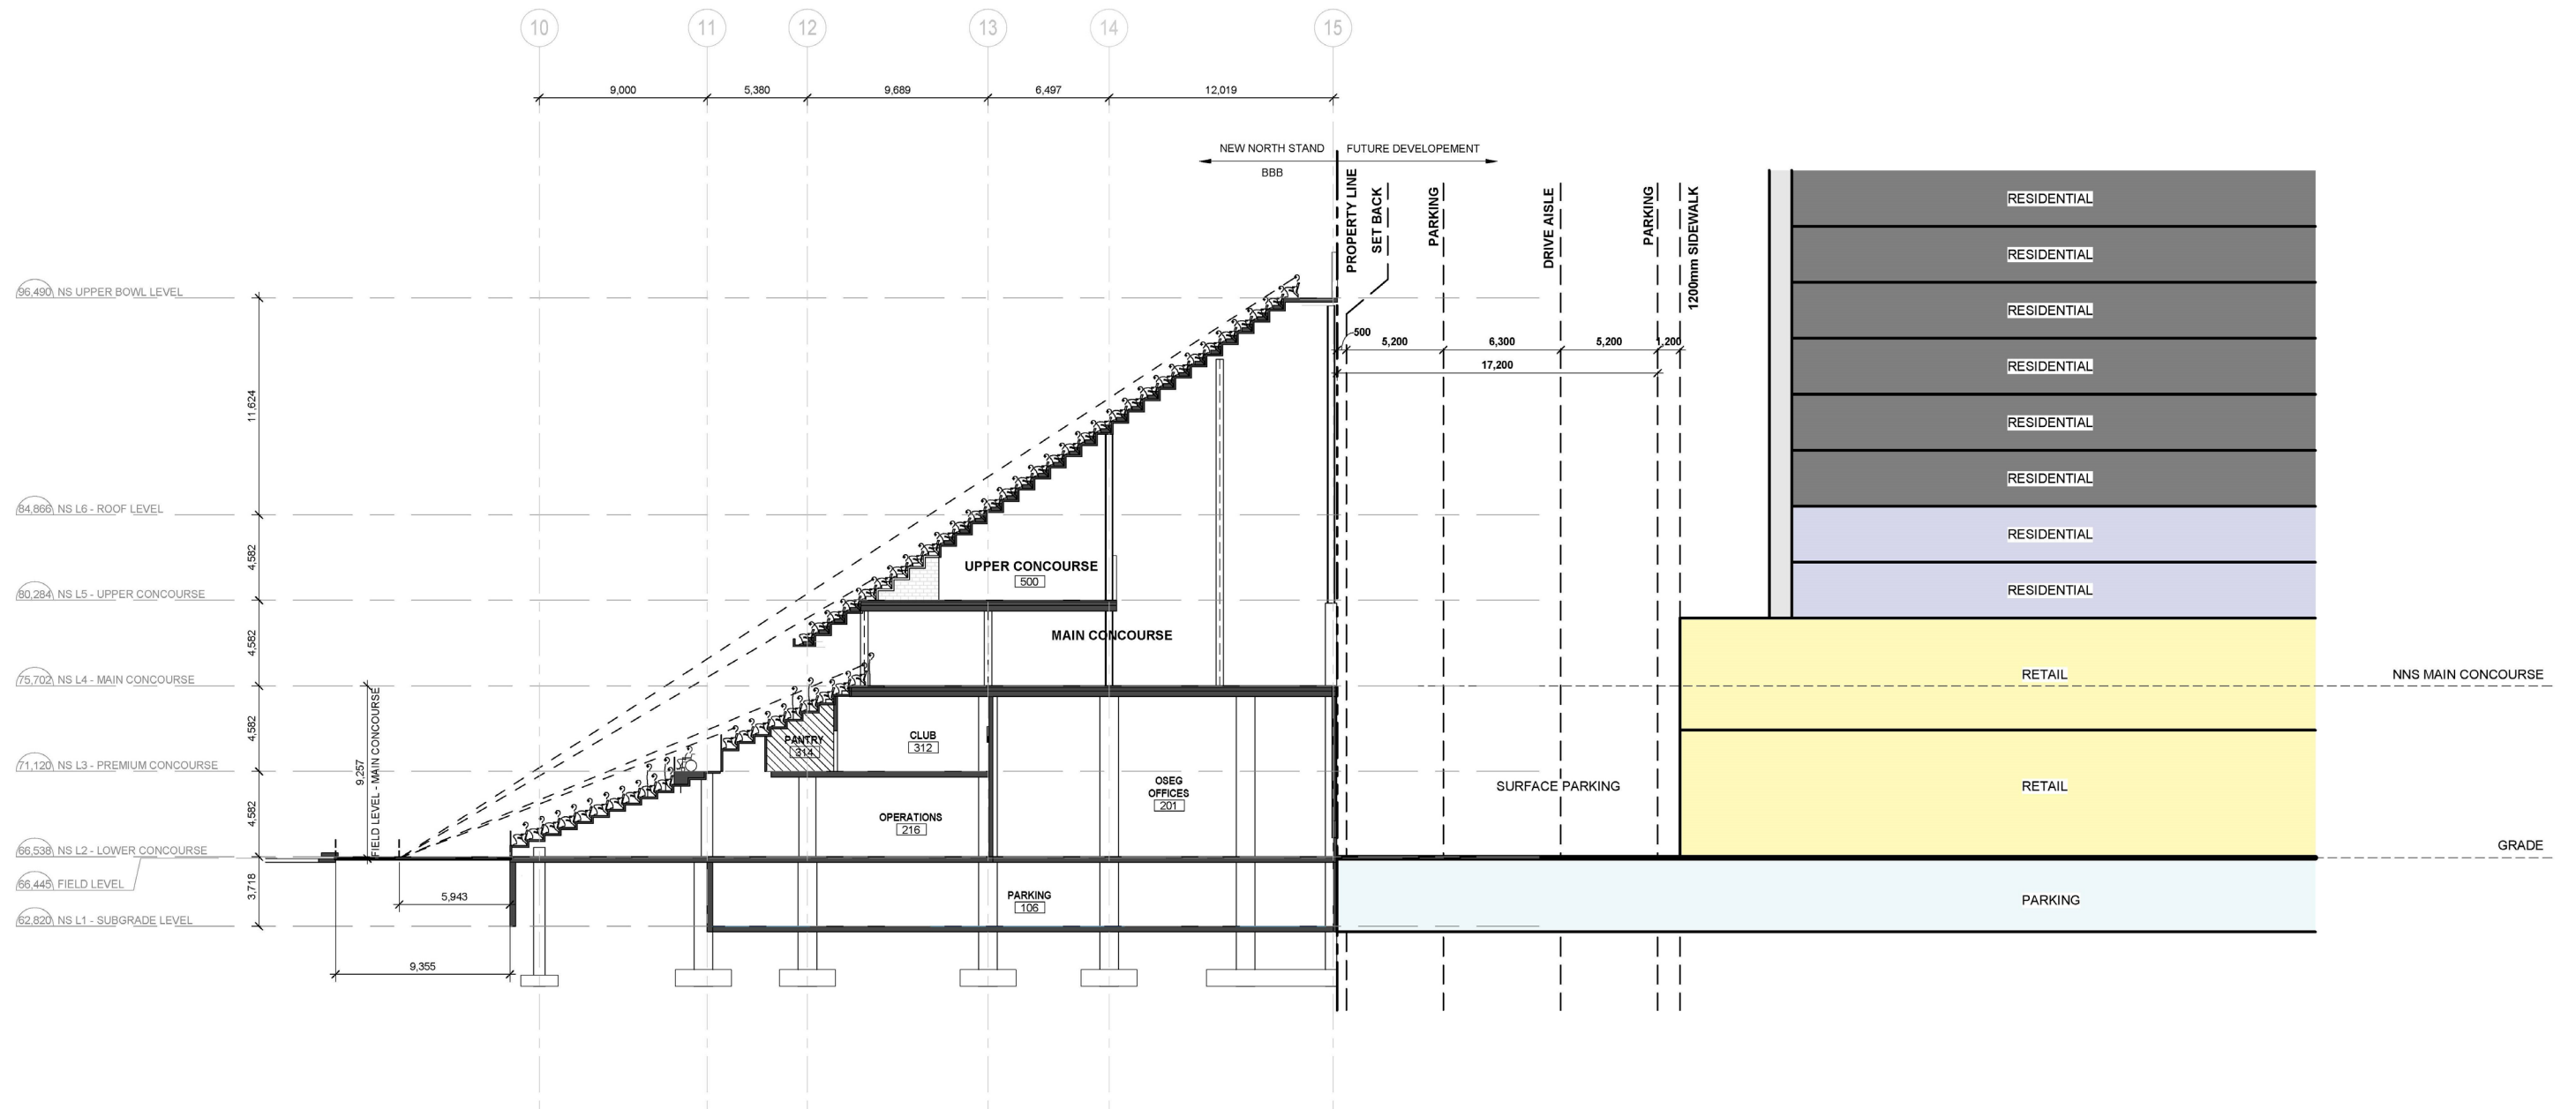 10
11
12
13
14
15
9,000
5,380
9,689
6,497
12,019
NEW NORTH STAND
FUTURE DEVELOPEMENT
BBB
PROPERTY LINE
SET BACK
PARKING
DRIVE AISLE
PARKING
1200mm SIDEWALK
RESIDENTIAL
RESIDENTIAL
96,490 NS UPPER BOWL LEVEL
RESIDENTIAL
500
5,200
6,300
5,200
1,200
17,200
RESIDENTIAL
11,624
RESIDENTIAL
RESIDENTIAL
84,866 NS L6 - ROOF LEVEL
RESIDENTIAL
4,582
UPPER CONCOURSE
500
RESIDENTIAL
80,284 NS L5 - UPPER CONCOURSE
4,582
MAIN CONCOURSE
75,702 NS L4 - MAIN CONCOURSE
RETAIL
NNS MAIN CONCOURSE
4,582
9,257
FIELD LEVEL - MAIN CONCOURSE
PANTRY
314
CLUB
312
71,120 NS L3 - PREMIUM CONCOURSE
4,582
OSEG
OFFICES
201
SURFACE PARKING
RETAIL
OPERATIONS
216
66,538 NS L2 - LOWER CONCOURSE
GRADE
66,445 FIELD LEVEL
3,718
5,943
PARKING
106
PARKING
62,820 NS L1 - SUBGRADE LEVEL
9,355